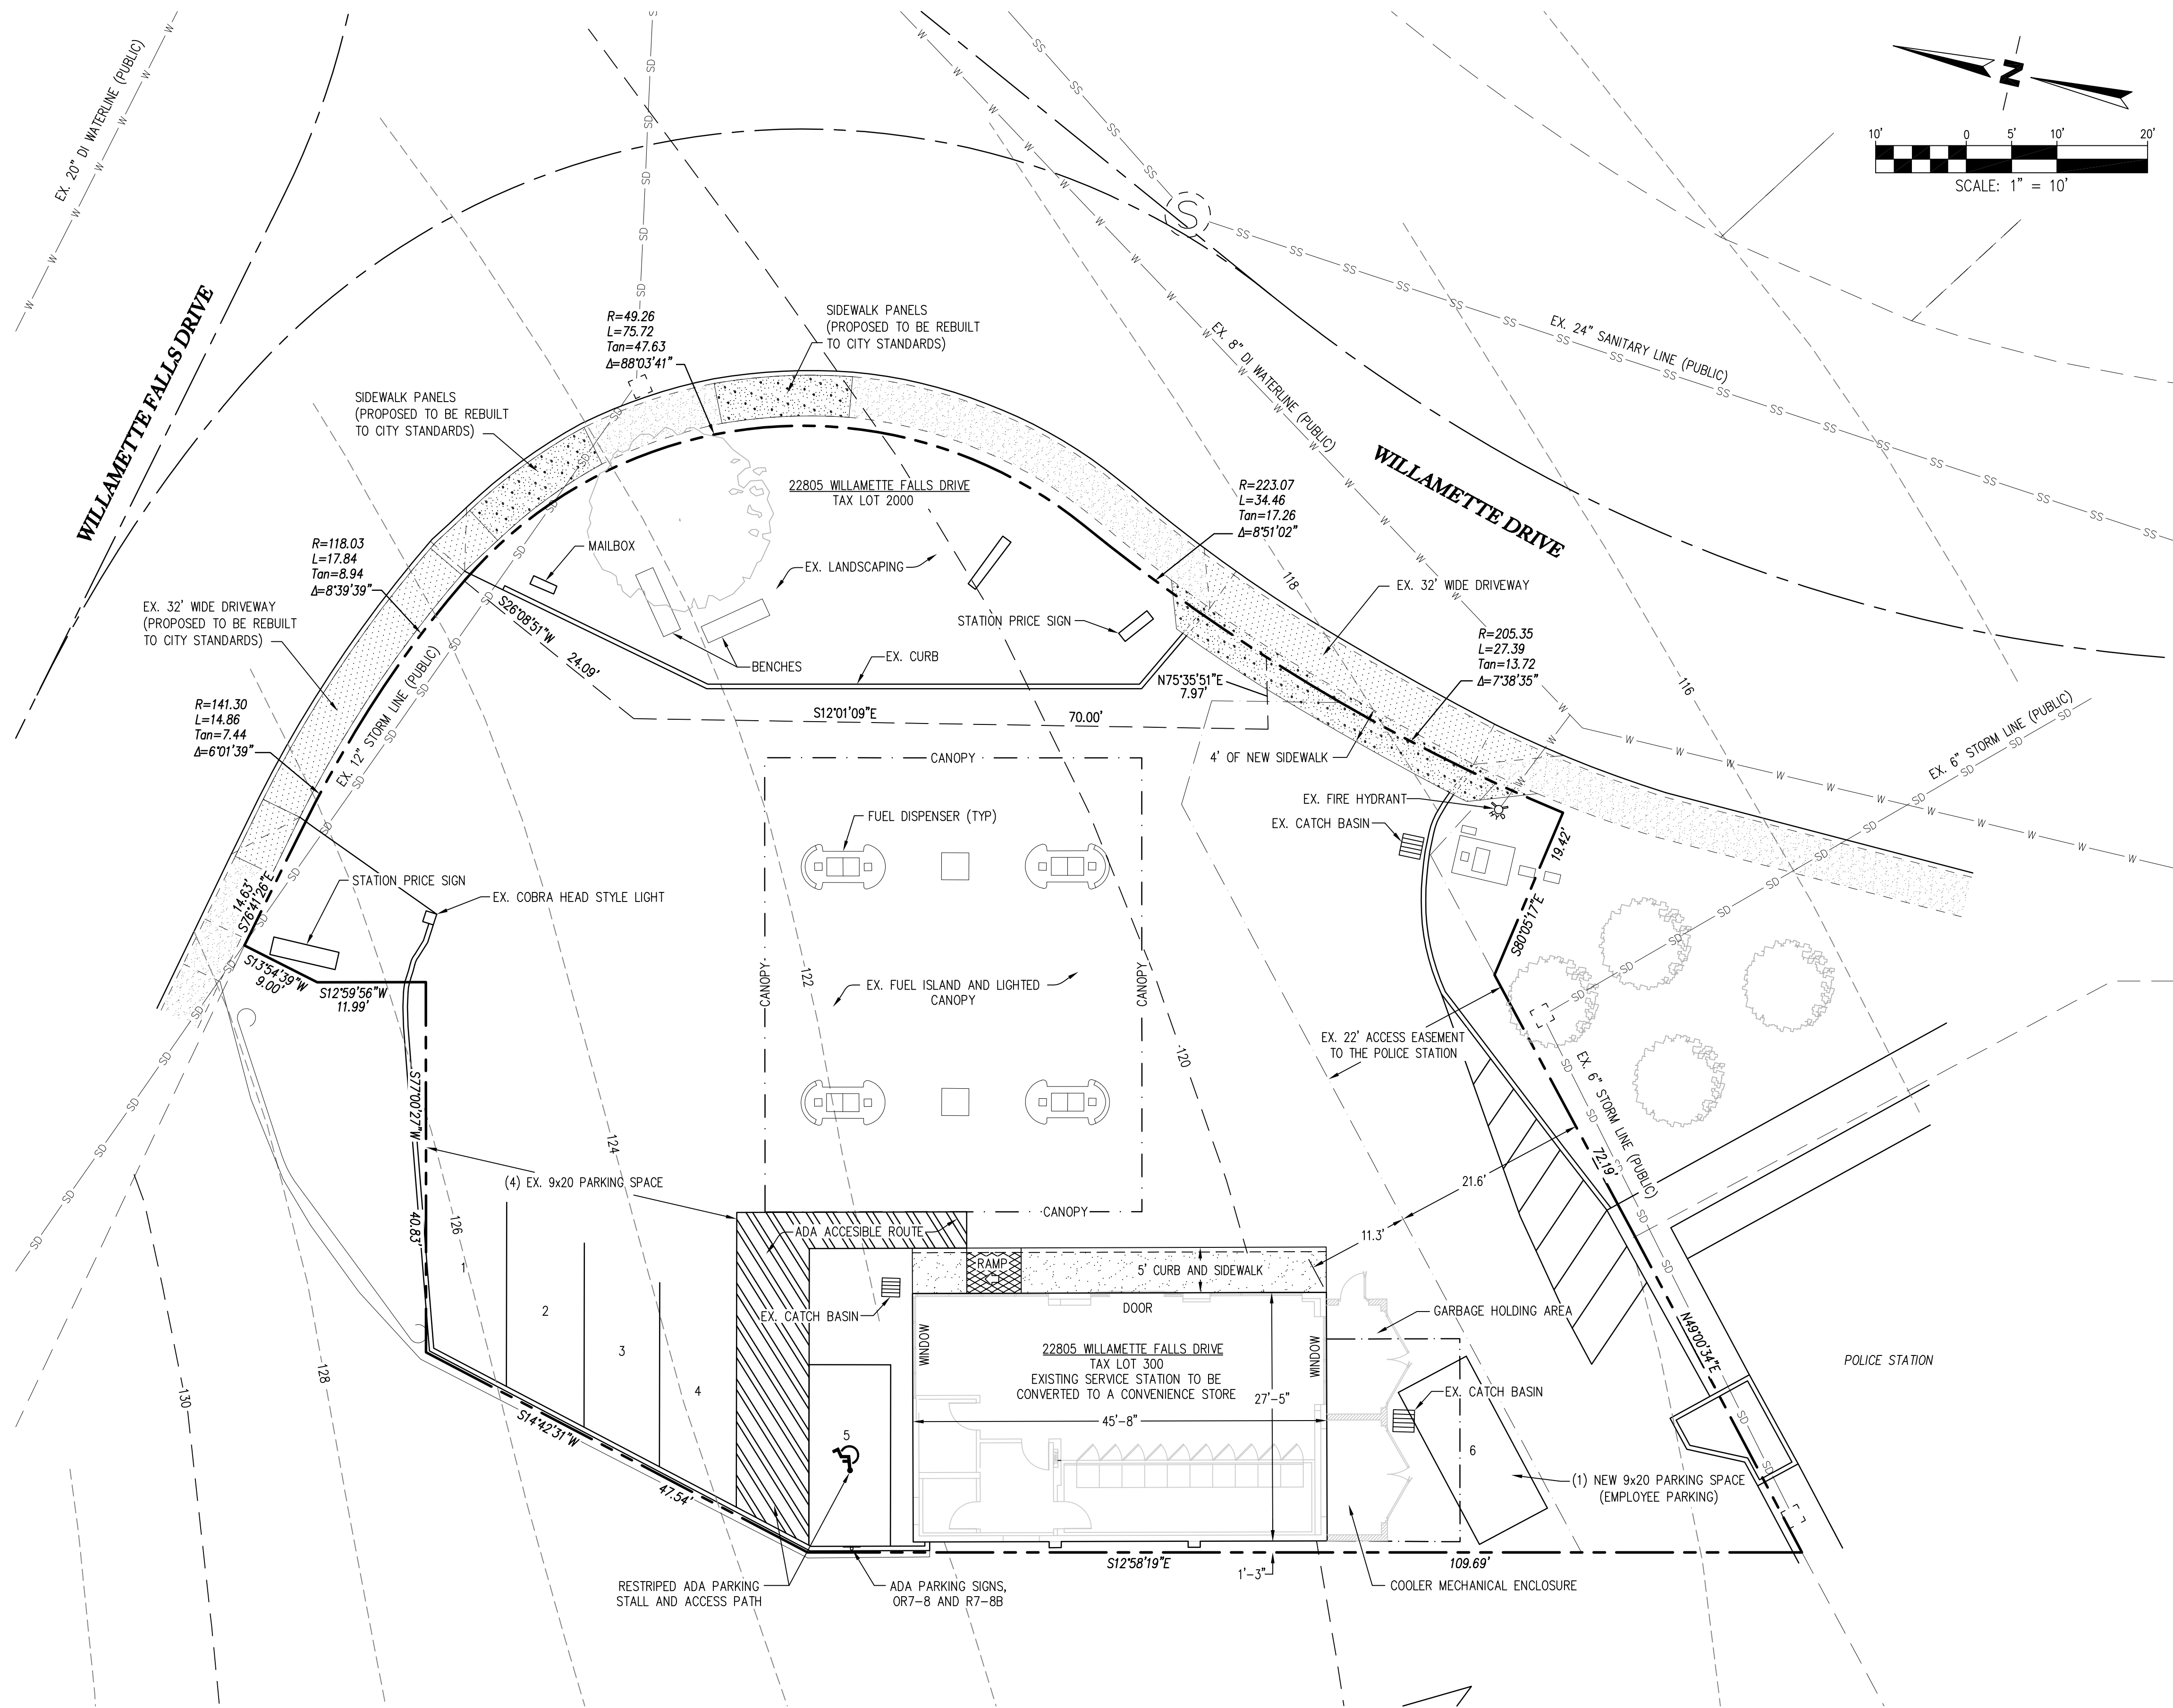 EX. 20" DI WATERLINE (PUBLIC)
N
10' 0 5' 10' 20'
SCALE: 1" = 10'
WILLAMETTE FALLS DRIVE
R=49.26
L=75.72
Tan=47.63
Δ=88°03'41"
SIDEWALK PANELS
(PROPOSED TO BE REBUILT
TO CITY STANDARDS)
SIDEWALK PANELS
(PROPOSED TO BE REBUILT
TO CITY STANDARDS)
S
EX. 8" DI WATERLINE (PUBLIC)
EX. 24" SANITARY LINE (PUBLIC)
WILLAMETTE DRIVE
22805 WILLAMETTE FALLS DRIVE
TAX LOT 2000
R=223.07
L=34.46
Tan=17.26
Δ=8°51'02"
R=118.03
L=17.84
Tan=8.94
Δ=8°39'39"
MAILBOX
EX. LANDSCAPING
118
EX. 32' WIDE DRIVEWAY
EX. 32' WIDE DRIVEWAY
(PROPOSED TO BE REBUILT
TO CITY STANDARDS)
S26°08'51"W
24.09'
STATION PRICE SIGN
R=205.35
L=27.39
Tan=13.72
Δ=7°38'35"
BENCHES
EX. CURB
N75°35'51"E
7.97'
116
R=141.30
L=14.86
Tan=7.44
Δ=6°01'39"
EX. 12" STORM LINE (PUBLIC)
S12°01'09"E
70.00'
4' OF NEW SIDEWALK
EX. 6" STORM LINE (PUBLIC)
CANOPY
EX. FIRE HYDRANT
EX. CATCH BASIN
FUEL DISPENSER (TYP)
19.42'
S80°05'17"E
14.63'
S76°41'26"E
STATION PRICE SIGN
EX. COBRA HEAD STYLE LIGHT
S13°54'39"W
9.00'
S12°59'56"W
11.99'
CANOPY
122
EX. FUEL ISLAND AND LIGHTED
CANOPY
CANOPY
120
EX. 22' ACCESS EASEMENT
TO THE POLICE STATION
EX. 6" STORM LINE (PUBLIC)
S77°00'27"W
40.83'
124
72.19'
(4) EX. 9x20 PARKING SPACE
21.6'
CANOPY
126
ADA ACCESIBLE ROUTE
11.3'
1
RAMP
5' CURB AND SIDEWALK
2
EX. CATCH BASIN
DOOR
GARBAGE HOLDING AREA
3
WINDOW
22805 WILLAMETTE FALLS DRIVE
TAX LOT 300
EXISTING SERVICE STATION TO BE
CONVERTED TO A CONVENIENCE STORE
WINDOW
N49°00'34"E
POLICE STATION
128
130
4
27'-5"
45'-8"
EX. CATCH BASIN
S14°42'31"W
47.54'
5
6
(1) NEW 9x20 PARKING SPACE
(EMPLOYEE PARKING)
S12°58'19"E
109.69'
1'-3"
RESTRIPED ADA PARKING
STALL AND ACCESS PATH
ADA PARKING SIGNS,
OR7-8 AND R7-8B
COOLER MECHANICAL ENCLOSURE